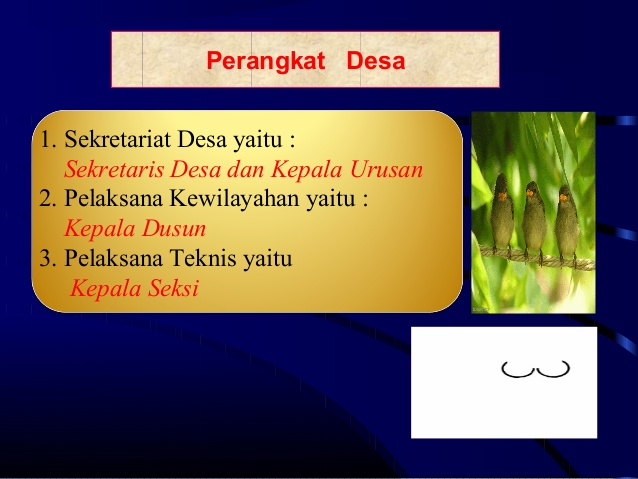 Perangkat Desa
1. Sekretariat Desa yaitu :
Sekretaris Desa dan Kepala Urusan
2. Pelaksana Kewilayahan yaitu :
Kepala Dusun
3. Pelaksana Teknis yaitu
Kepala Seksi